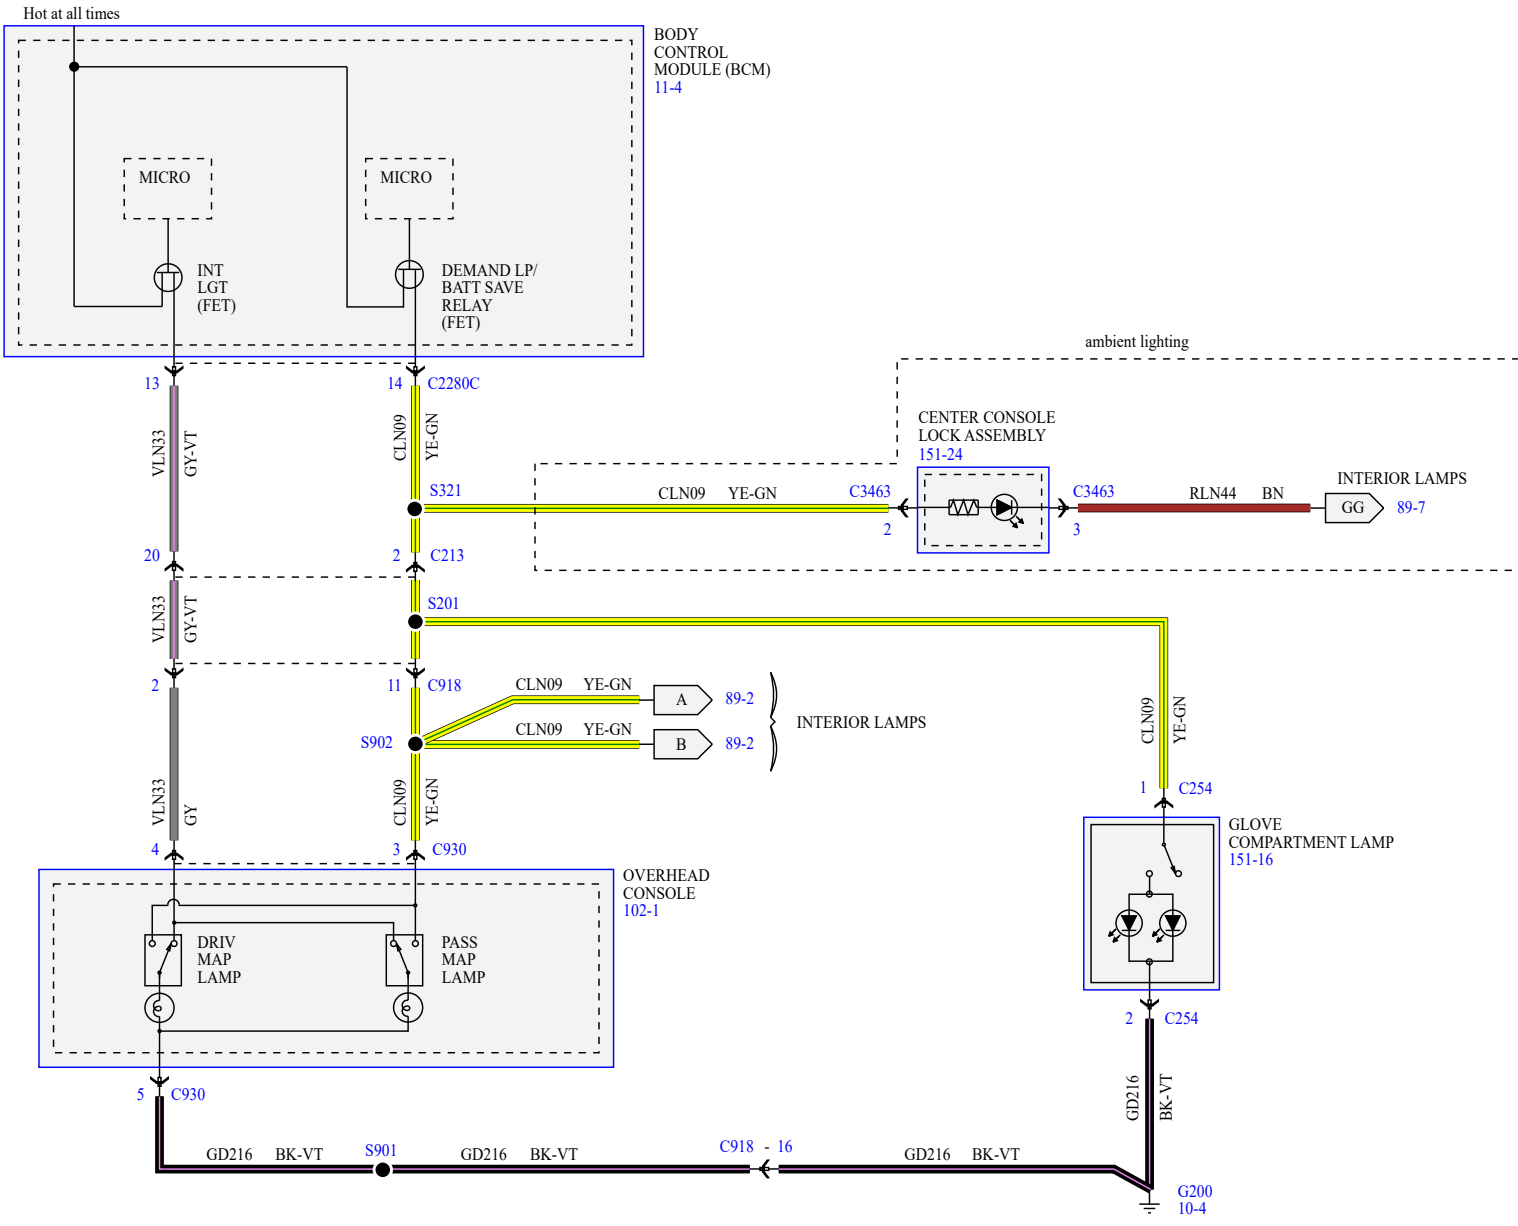 Hot at all times
BODY
CONTROL
MODULE (BCM)
11-4
MICRO
MICRO
INT
LGT
(FET)
DEMAND LP/
BATT SAVE
RELAY
(FET)
13
14
C2280C
VLN33
GY-VT
CLN09
YE-GN
ambient lighting
CENTER CONSOLE
LOCK ASSEMBLY
151-24
S321
CLN09
YE-GN
C3463
2
C3463
3
RLN44
BN
INTERIOR LAMPS
GG
89-7
20
2
C213
VLN33
GY-VT
S201
2
11
C918
CLN09
YE-GN
A
89-2
S902
CLN09
YE-GN
B
89-2
INTERIOR LAMPS
CLN09
YE-GN
VLN33
GY
CLN09
YE-GN
1
C254
4
3
C930
GLOVE
COMPARTMENT LAMP
151-16
OVERHEAD
CONSOLE
102-1
DRIV
MAP
LAMP
PASS
MAP
LAMP
2
C254
5
C930
GD216
BK-VT
GD216
BK-VT
S901
GD216
BK-VT
C918 - 16
GD216
BK-VT
G200
10-4